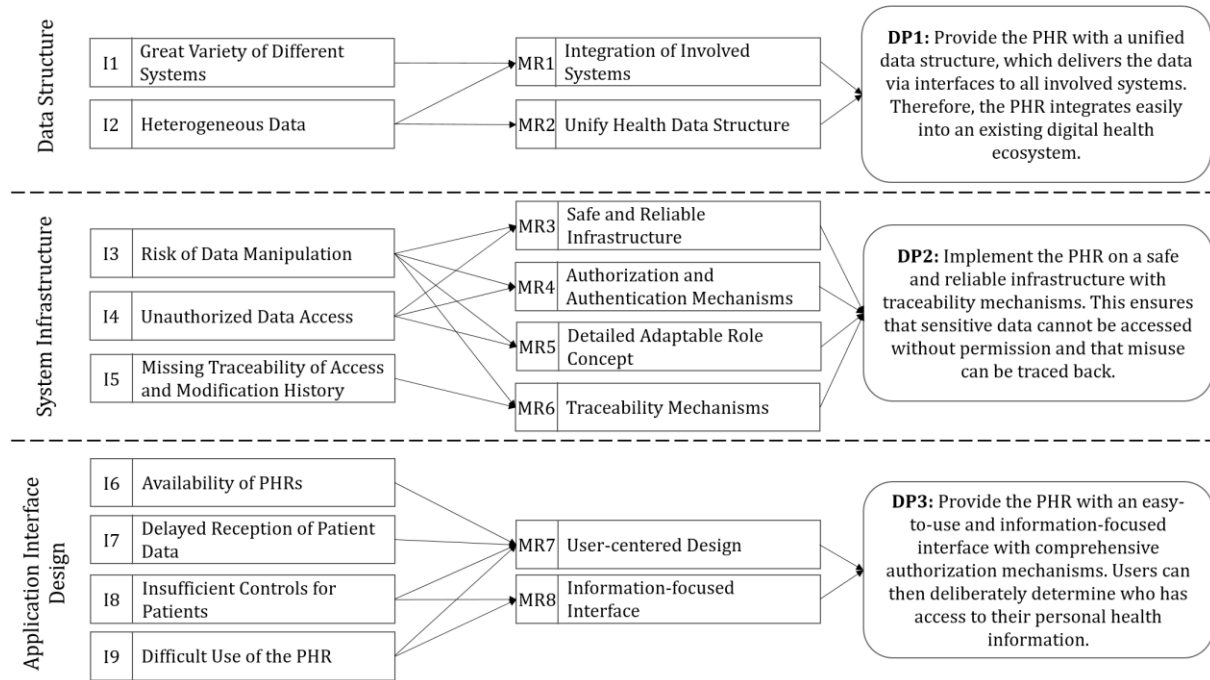 Data Structure
I1
Great Variety of Different
Systems
I2
Heterogeneous Data
MR1
Integration of Involved
Systems
MR2
Unify Health Data Structure
DP1: Provide the PHR with a unified
data structure, which delivers the data
via interfaces to all involved systems.
Therefore, the PHR integrates easily
into an existing digital health
ecosystem.
System Infrastructure
I3
Risk of Data Manipulation
I4
Unauthorized Data Access
I5
Missing Traceability of Access
and Modification History
MR3
Safe and Reliable
Infrastructure
MR4
Authorization and
Authentication Mechanisms
MR5
Detailed Adaptable Role
Concept
MR6
Traceability Mechanisms
DP2: Implement the PHR on a safe
and reliable infrastructure with
traceability mechanisms. This ensures
that sensitive data cannot be accessed
without permission and that misuse
can be traced back.
Application Interface
Design
I6
Availability of PHRs
I7
Delayed Reception of Patient
Data
I8
Insufficient Controls for
Patients
I9
Difficult Use of the PHR
MR7
User-centered Design
MR8
Information-focused
Interface
DP3: Provide the PHR with an easy-
to-use and information-focused
interface with comprehensive
authorization mechanisms. Users can
then deliberately determine who has
access to their personal health
information.